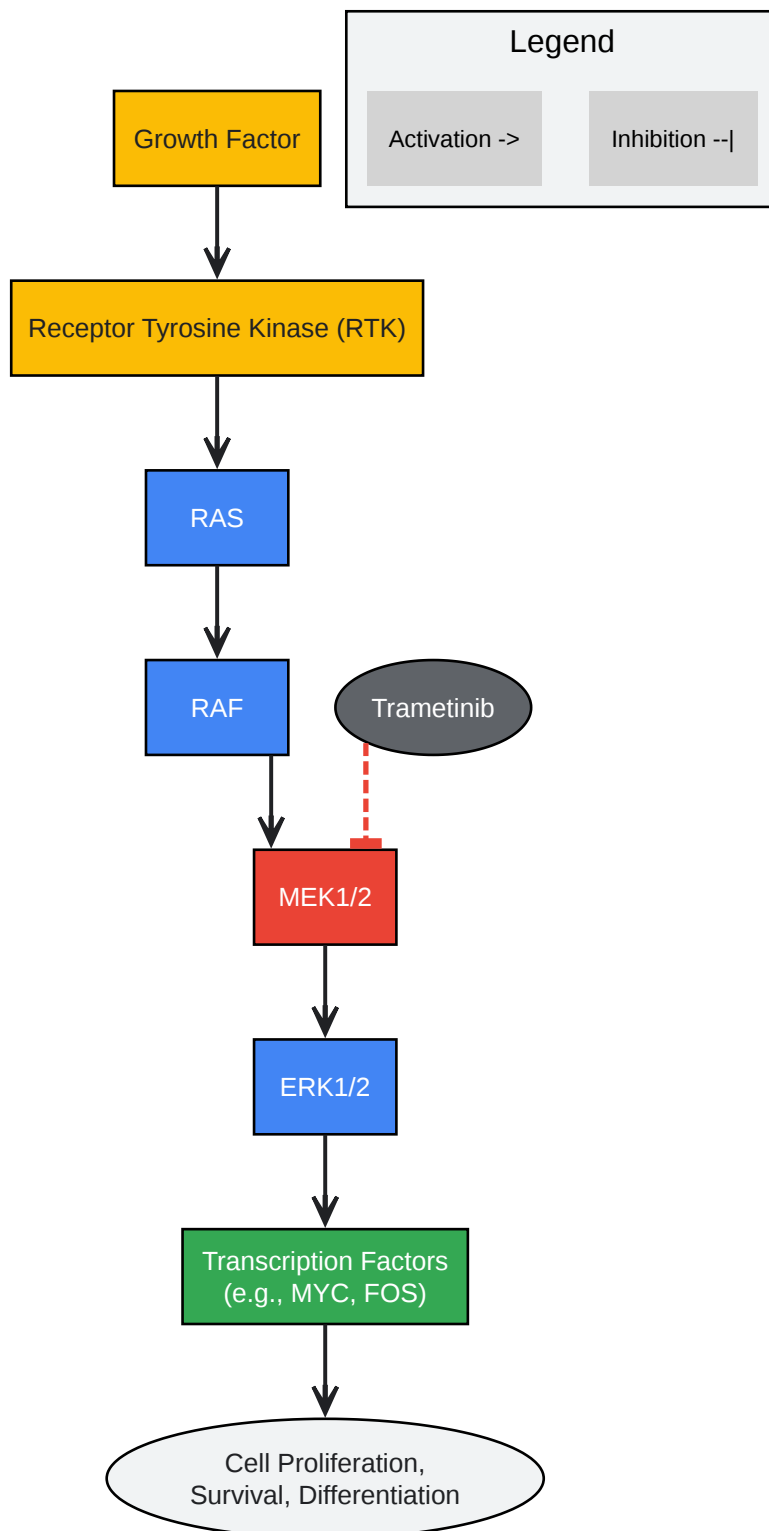 Legend
Activation ->
Inhibition --|
Growth Factor
Receptor Tyrosine Kinase (RTK)
RAS
RAF
Trametinib
MEK1/2
ERK1/2
Transcription Factors
(e.g., MYC, FOS)
Cell Proliferation,
Survival, Differentiation